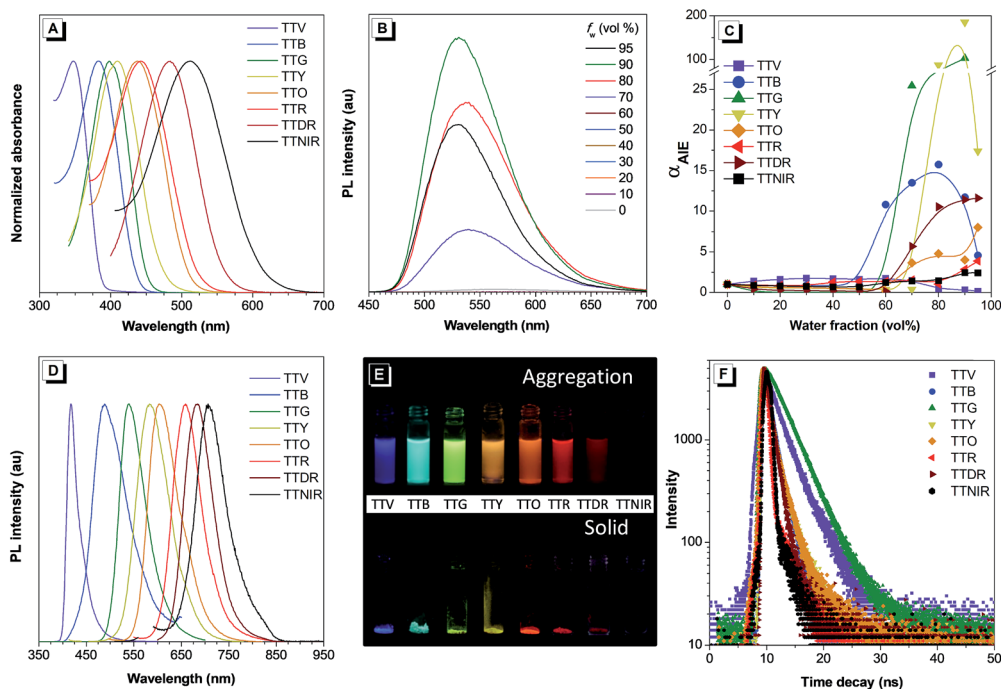 A
Normalized absorbance
TTV
TTB
TTG
TTY
TTO
TTR
TTDR
TTNIR
300 400 500 600 700
Wavelength (nm)
B
PL intensity (au)
fw (vol %)
95
90
80
70
60
50
40
30
20
10
0
450 500 550 600 650 700
Wavelength (nm)
C
αAIE
200
100
25
20
15
10
5
0
TTV
TTB
TTG
TTY
TTO
TTR
TTDR
TTNIR
0 20 40 60 80 100
Water fraction (vol%)
D
PL intensity (au)
TTV
TTB
TTG
TTY
TTO
TTR
TTDR
TTNIR
350 450 550 650 750 850 950
Wavelength (nm)
E
Aggregation
TTV TTB TTG TTY TTO TTR TTDR TTNIR
Solid
F
Intensity
1000
100
10
TTV
TTB
TTG
TTY
TTO
TTR
TTDR
TTNIR
0 10 20 30 40 50
Time decay (ns)